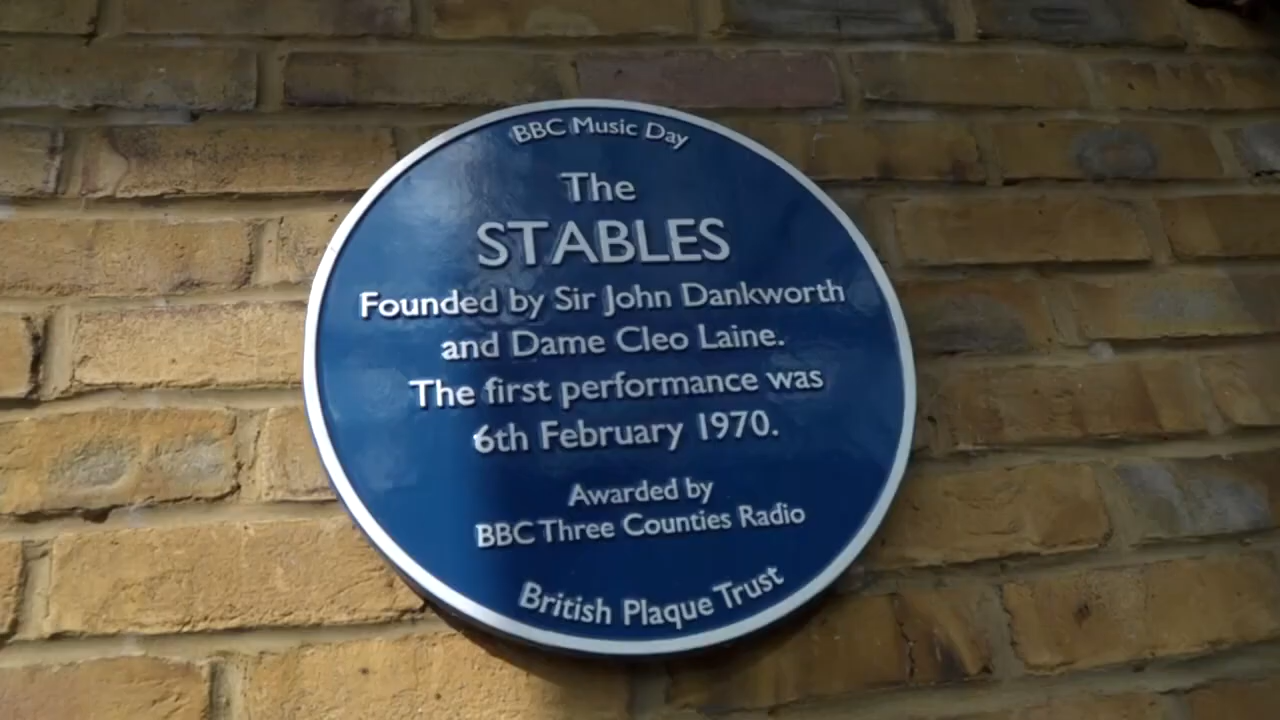 BBC Music Day
The
STABLES
Founded by Sir John Dankworth
and Dame Cleo Laine.
The first performance was
6th February 1970.
Awarded by
BBC Three Counties Radio
British Plaque Trust